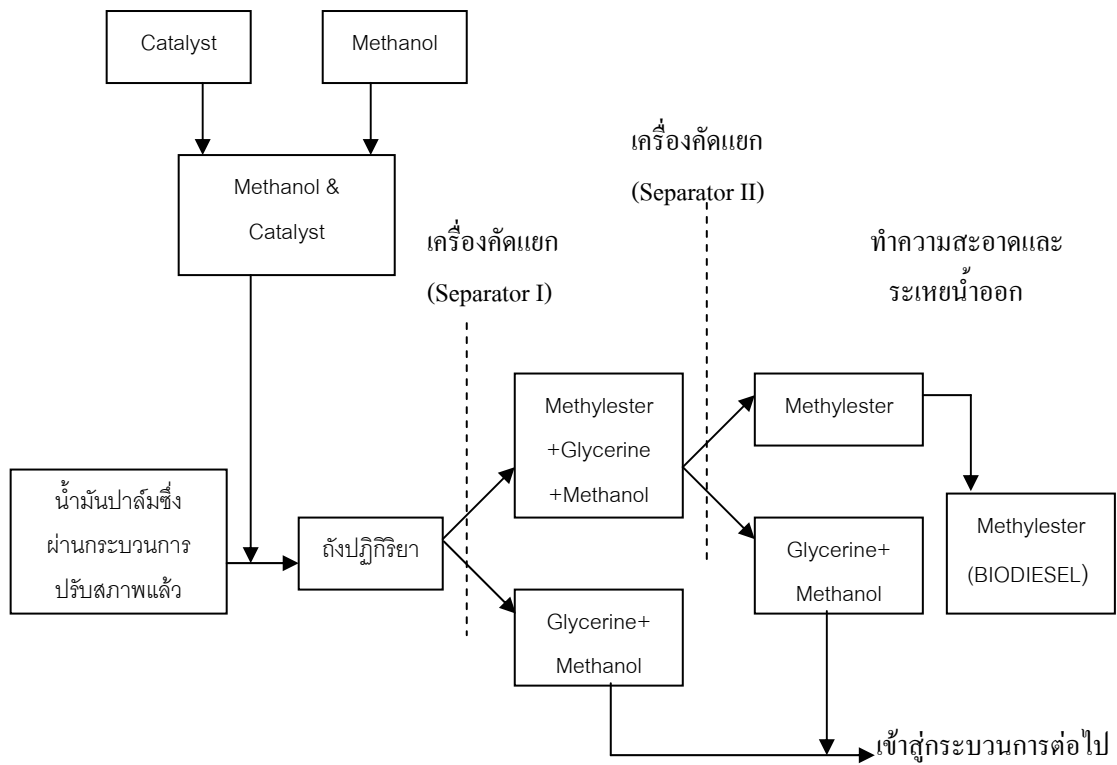 Catalyst
Methanol
Methanol &
Catalyst
เครื่องคัดแยก
(Separator I)
เครื่องคัดแยก
(Separator II)
ทำความสะอาดและ
ระเหยน้ำออก
น้ำมันปาล์มซึ่ง
ผ่านกระบวนการ
ปรับสภาพแล้ว
ถังปฏิกิริยา
Methylester
+Glycerine
+Methanol
Glycerine+
Methanol
Methylester
Glycerine+
Methanol
Methylester
(BIODIESEL)
เข้าสู่กระบวนการต่อไป